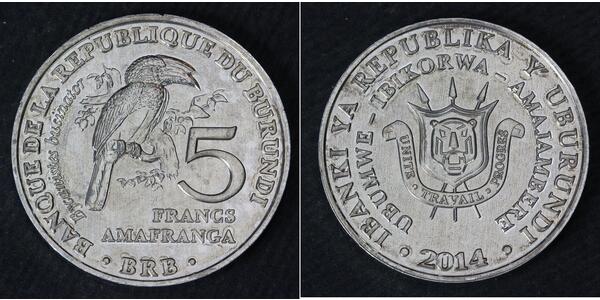 BANQUE DE LA REPUBLIQUE DU BURUNDI
Bycanistes bucinator
5
FRANCS
AMAFRANGA
· BRB ·
· IBANKI YA REPUBLIKA Y'UBURUNDI ·
UBUMWE - IBIKORWA - AMAJAMBERE
UNITE · TRAVAIL · PROGRES
2014